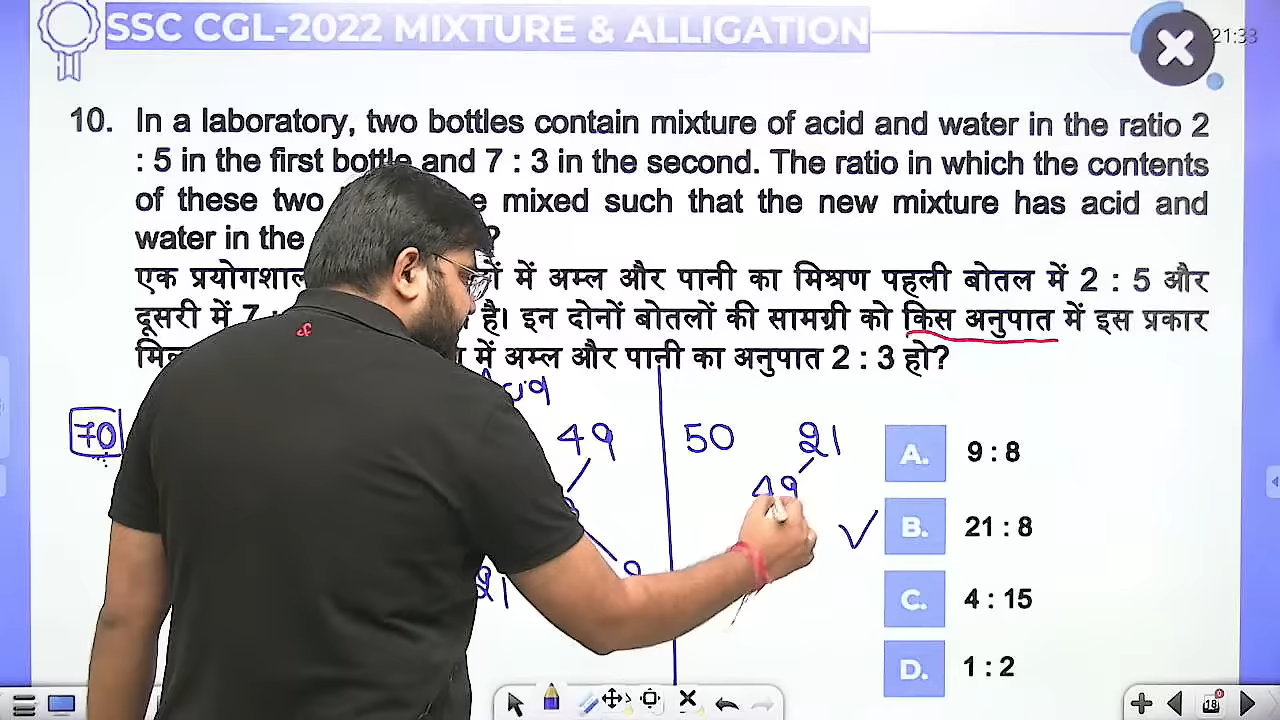 SSC CGL-2022 MIXTURE & ALLIGATION
21:33
10. In a laboratory, two bottles contain mixture of acid and water in the ratio 2
: 5 in the first bottle and 7 : 3 in the second. The ratio in which the contents
of these two mixed such that the new mixture has acid and
water in the ?
एक में अम्ल और पानी का मिश्रण पहली बोतल में 2 : 5 और
दूसरी में 7 : है। इन दोनों बोतलों की सामग्री को किस अनुपात में इस प्रकार
में अम्ल और पानी का अनुपात 2 : 3 हो?
70 49 50 21
49
21
A. 9 : 8
B. 21 : 8
C. 4 : 15
D. 1 : 2
18